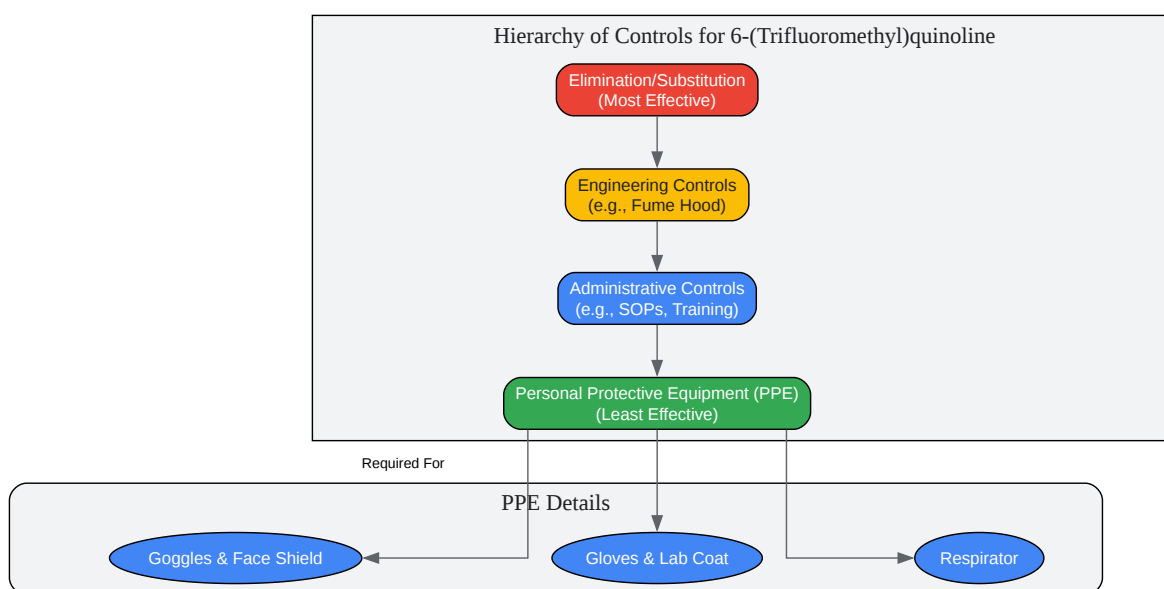 Hierarchy of Controls for 6-(Trifluoromethyl)quinoline
Elimination/Substitution
(Most Effective)
Engineering Controls
(e.g., Fume Hood)
Administrative Controls
(e.g., SOPs, Training)
Personal Protective Equipment (PPE)
(Least Effective)
Required For
PPE Details
Goggles & Face Shield
Gloves & Lab Coat
Respirator